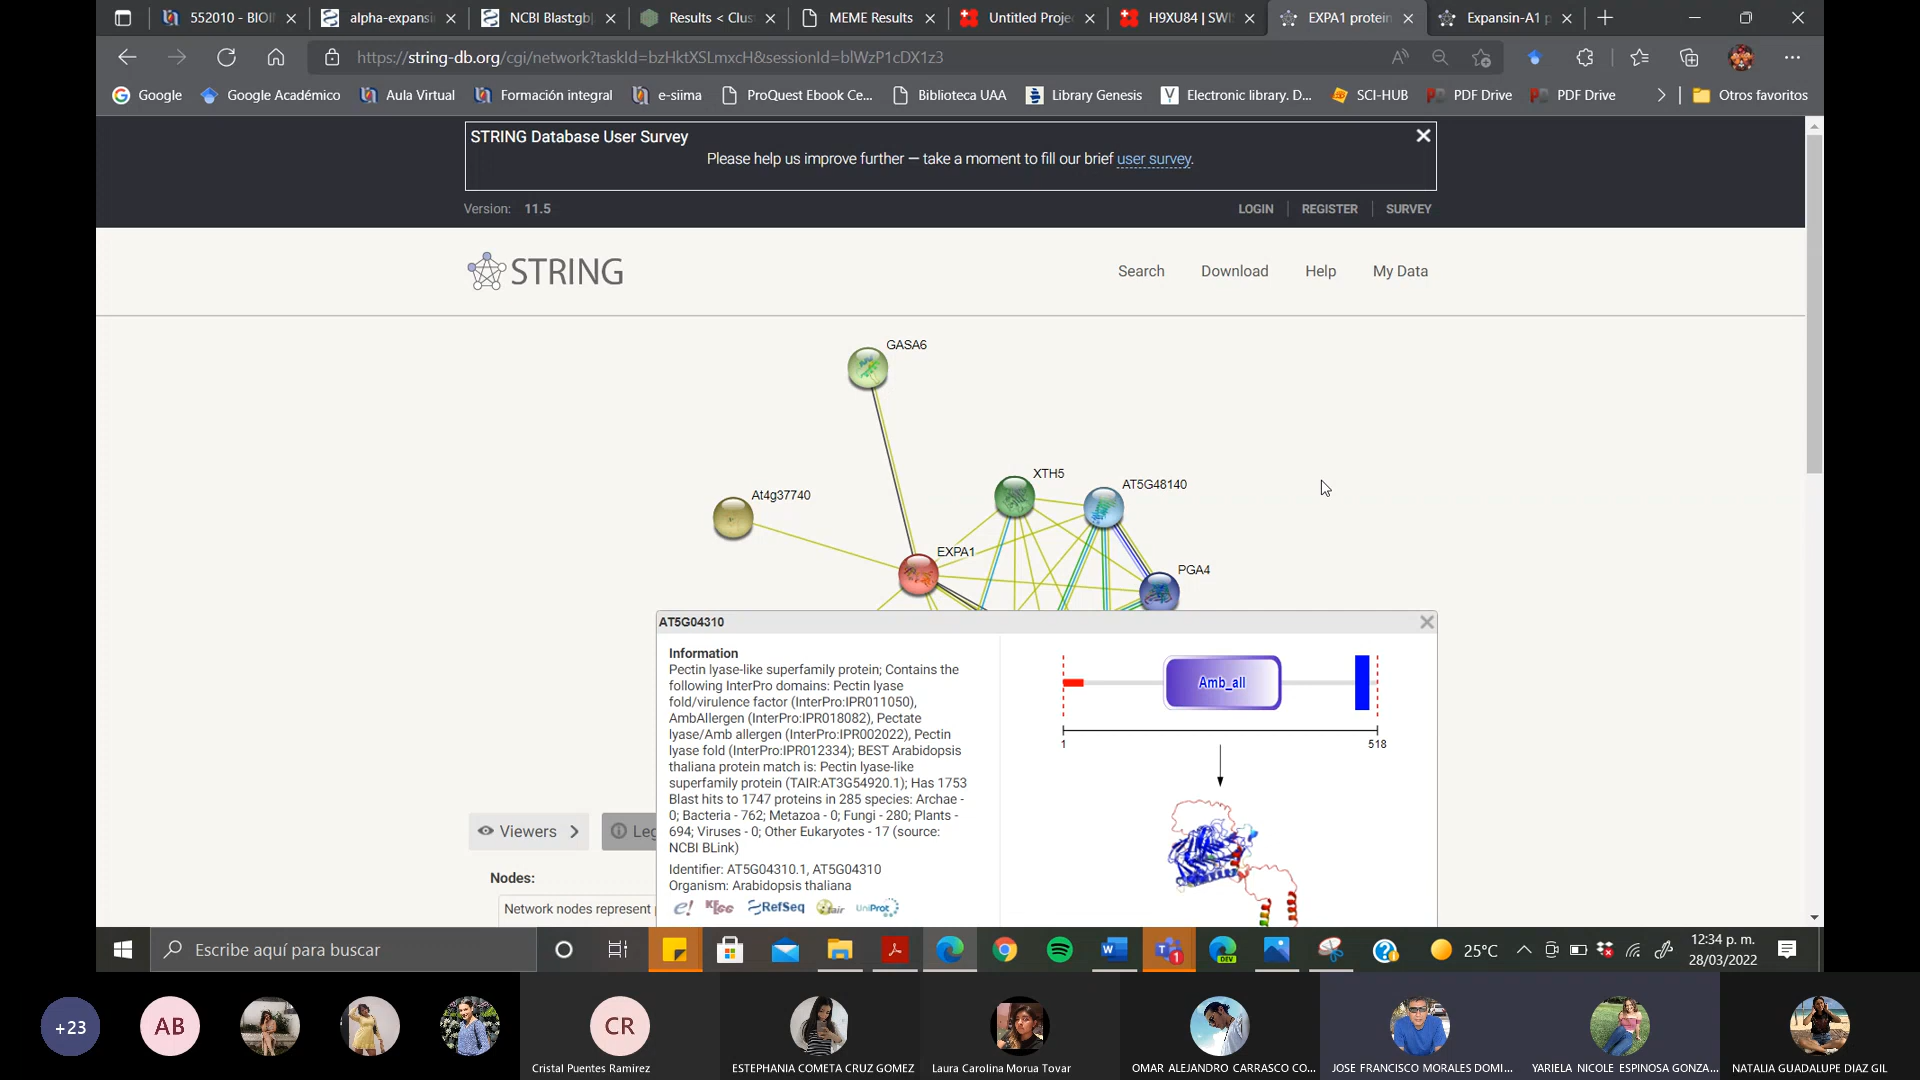 552010 - BIOI
alpha-expansi
NCBI Blast:gb|
Results < Clus
MEME Results
Untitled Proje
H9XU84 | SWI
EXPA1 protein
Expansin-A1 p
https://string-db.org/cgi/network?taskId=bzHktXSLmxcH&sessionId=blWzP1cDX1z3
Google
Google Académico
Aula Virtual
Formación integral
e-siima
ProQuest Ebook Ce...
Biblioteca UAA
Library Genesis
Electronic library. D...
SCI-HUB
PDF Drive
PDF Drive
Otros favoritos
STRING Database User Survey
Please help us improve further — take a moment to fill our brief user survey.
Version: 11.5
LOGIN
REGISTER
SURVEY
STRING
Search
Download
Help
My Data
GASA6
XTH5
AT5G48140
At4g37740
EXPA1
PGA4
AT5G04310
Information
Pectin lyase-like superfamily protein; Contains the
following InterPro domains: Pectin lyase
fold/virulence factor (InterPro:IPR011050),
AmbAllergen (InterPro:IPR018082), Pectate
lyase/Amb allergen (InterPro:IPR002022), Pectin
lyase fold (InterPro:IPR012334); BEST Arabidopsis
thaliana protein match is: Pectin lyase-like
superfamily protein (TAIR:AT3G54920.1); Has 1753
Blast hits to 1747 proteins in 285 species: Archae -
0; Bacteria - 762; Metazoa - 0; Fungi - 280; Plants -
694; Viruses - 0; Other Eukaryotes - 17 (source:
NCBI BLink)
Identifier: AT5G04310.1, AT5G04310
Organism: Arabidopsis thaliana
e! KEGG RefSeq tair UniProt
Amb_all
1
518
Viewers
Leg
Nodes:
Network nodes represent
Escribe aquí para buscar
25°C
12:34 p. m.
28/03/2022
+23
AB
CR
Cristal Puentes Ramirez
ESTEPHANIA COMETA CRUZ GOMEZ
Laura Carolina Morua Tovar
OMAR ALEJANDRO CARRASCO CO...
JOSE FRANCISCO MORALES DOMI...
YARIELA NICOLE ESPINOSA GONZA...
NATALIA GUADALUPE DIAZ GIL